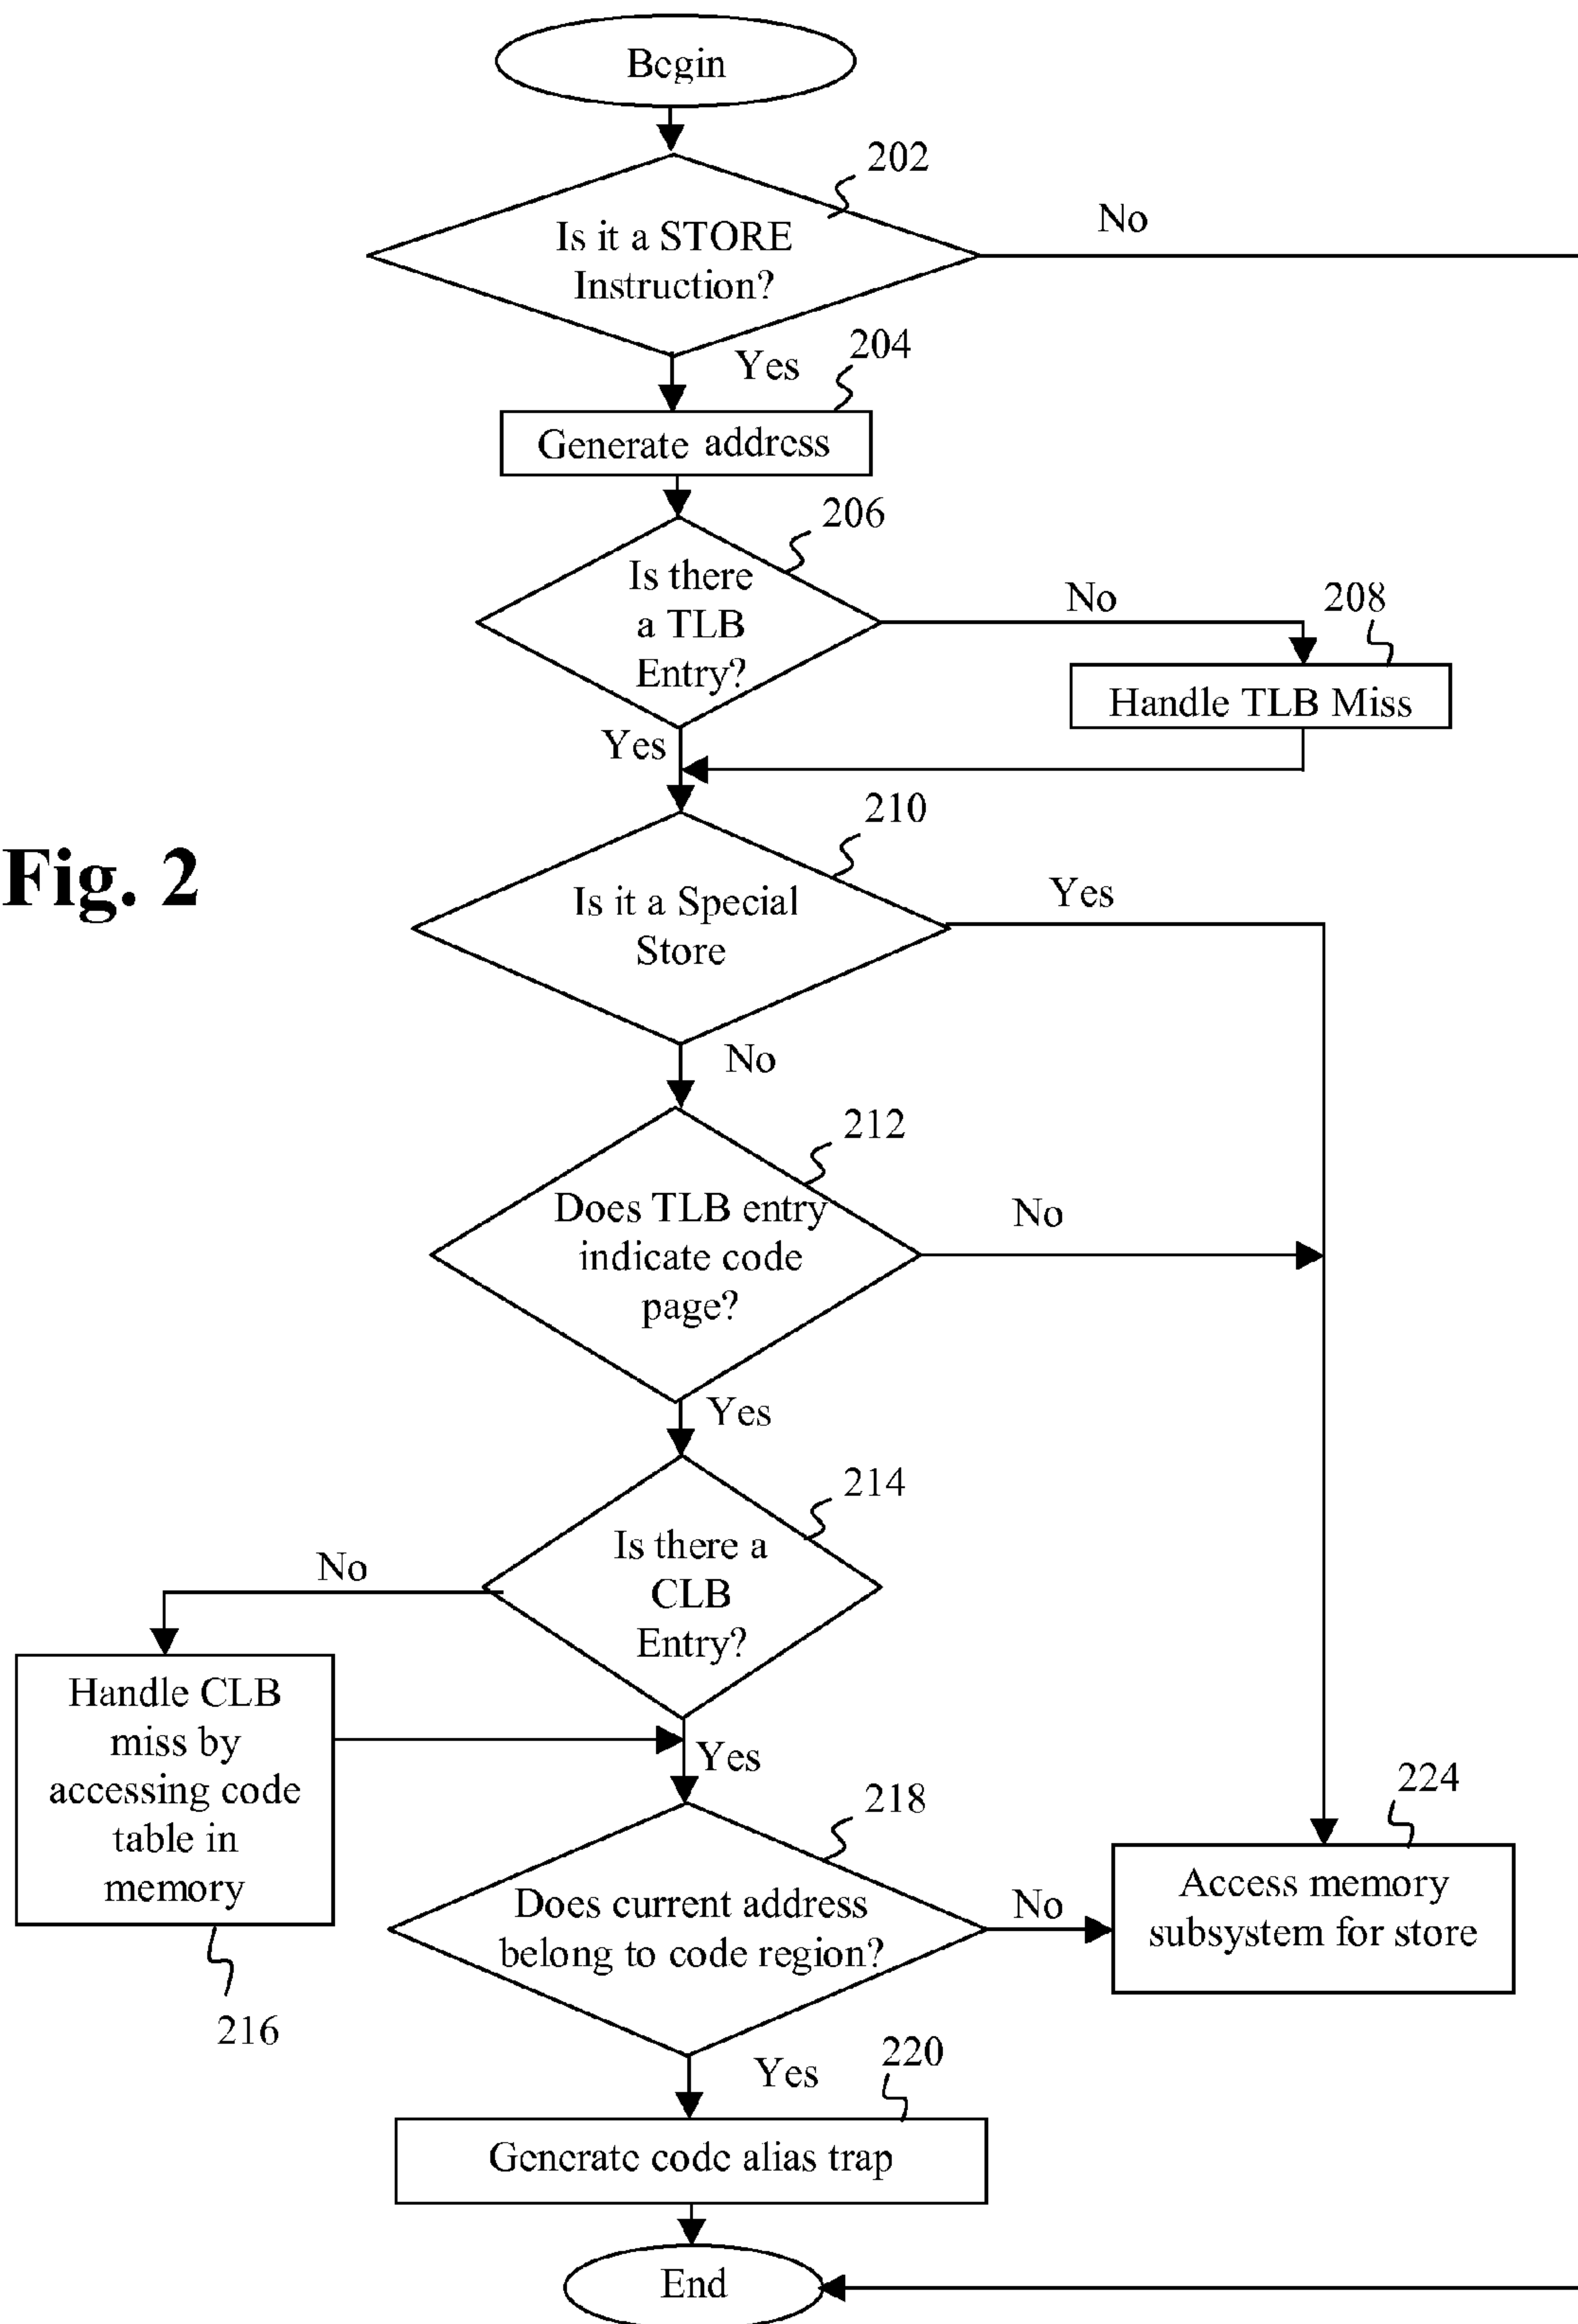 Begin
202
Is it a STORE
Instruction?
No
Yes
204
Generate address
206
Is there
a TLB
Entry?
No
208
Handle TLB Miss
Yes
210
Fig. 2
Is it a Special
Store
Yes
No
212
Does TLB entry
indicate code
page?
No
Yes
214
Is there a
CLB
Entry?
No
Handle CLB
miss by
accessing code
table in
memory
216
Yes
218
Does current address
belong to code region?
No
224
Access memory
subsystem for store
Yes
220
Generate code alias trap
End